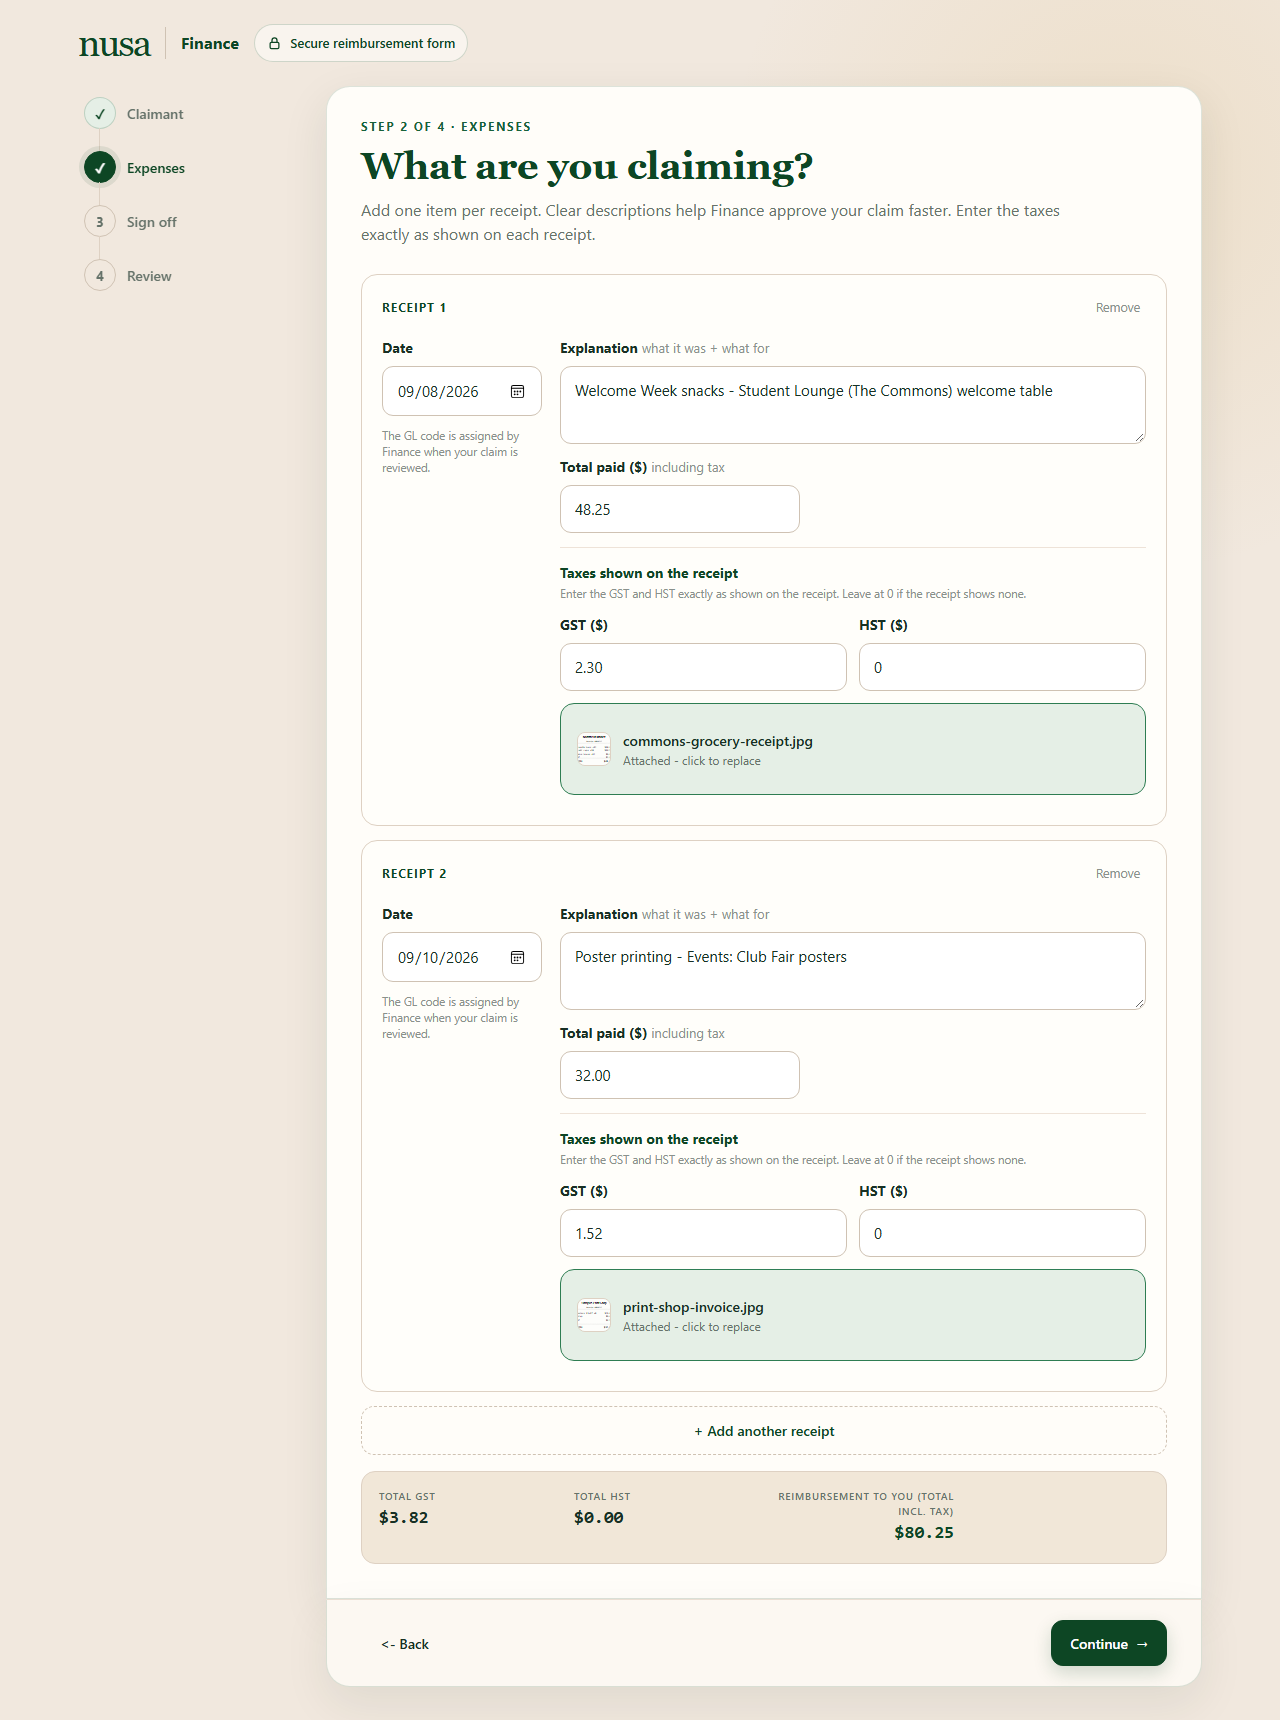 nusa
Finance
Secure reimbursement form
✓ Claimant
✓ Expenses
3 Sign off
4 Review
STEP 2 OF 4 · EXPENSES
What are you claiming?
Add one item per receipt. Clear descriptions help Finance approve your claim faster. Enter the taxes
exactly as shown on each receipt.
RECEIPT 1
Remove
Date
09/08/2026
The GL code is assigned by
Finance when your claim is
reviewed.
Explanation what it was + what for
Welcome Week snacks - Student Lounge (The Commons) welcome table
Total paid ($) including tax
48.25
Taxes shown on the receipt
Enter the GST and HST exactly as shown on the receipt. Leave at 0 if the receipt shows none.
GST ($)
2.30
HST ($)
0
commons-grocery-receipt.jpg
Attached - click to replace
RECEIPT 2
Remove
Date
09/10/2026
The GL code is assigned by
Finance when your claim is
reviewed.
Explanation what it was + what for
Poster printing - Events: Club Fair posters
Total paid ($) including tax
32.00
Taxes shown on the receipt
Enter the GST and HST exactly as shown on the receipt. Leave at 0 if the receipt shows none.
GST ($)
1.52
HST ($)
0
print-shop-invoice.jpg
Attached - click to replace
+ Add another receipt
TOTAL GST
$3.82
TOTAL HST
$0.00
REIMBURSEMENT TO YOU (TOTAL
INCL. TAX)
$80.25
<- Back
Continue →